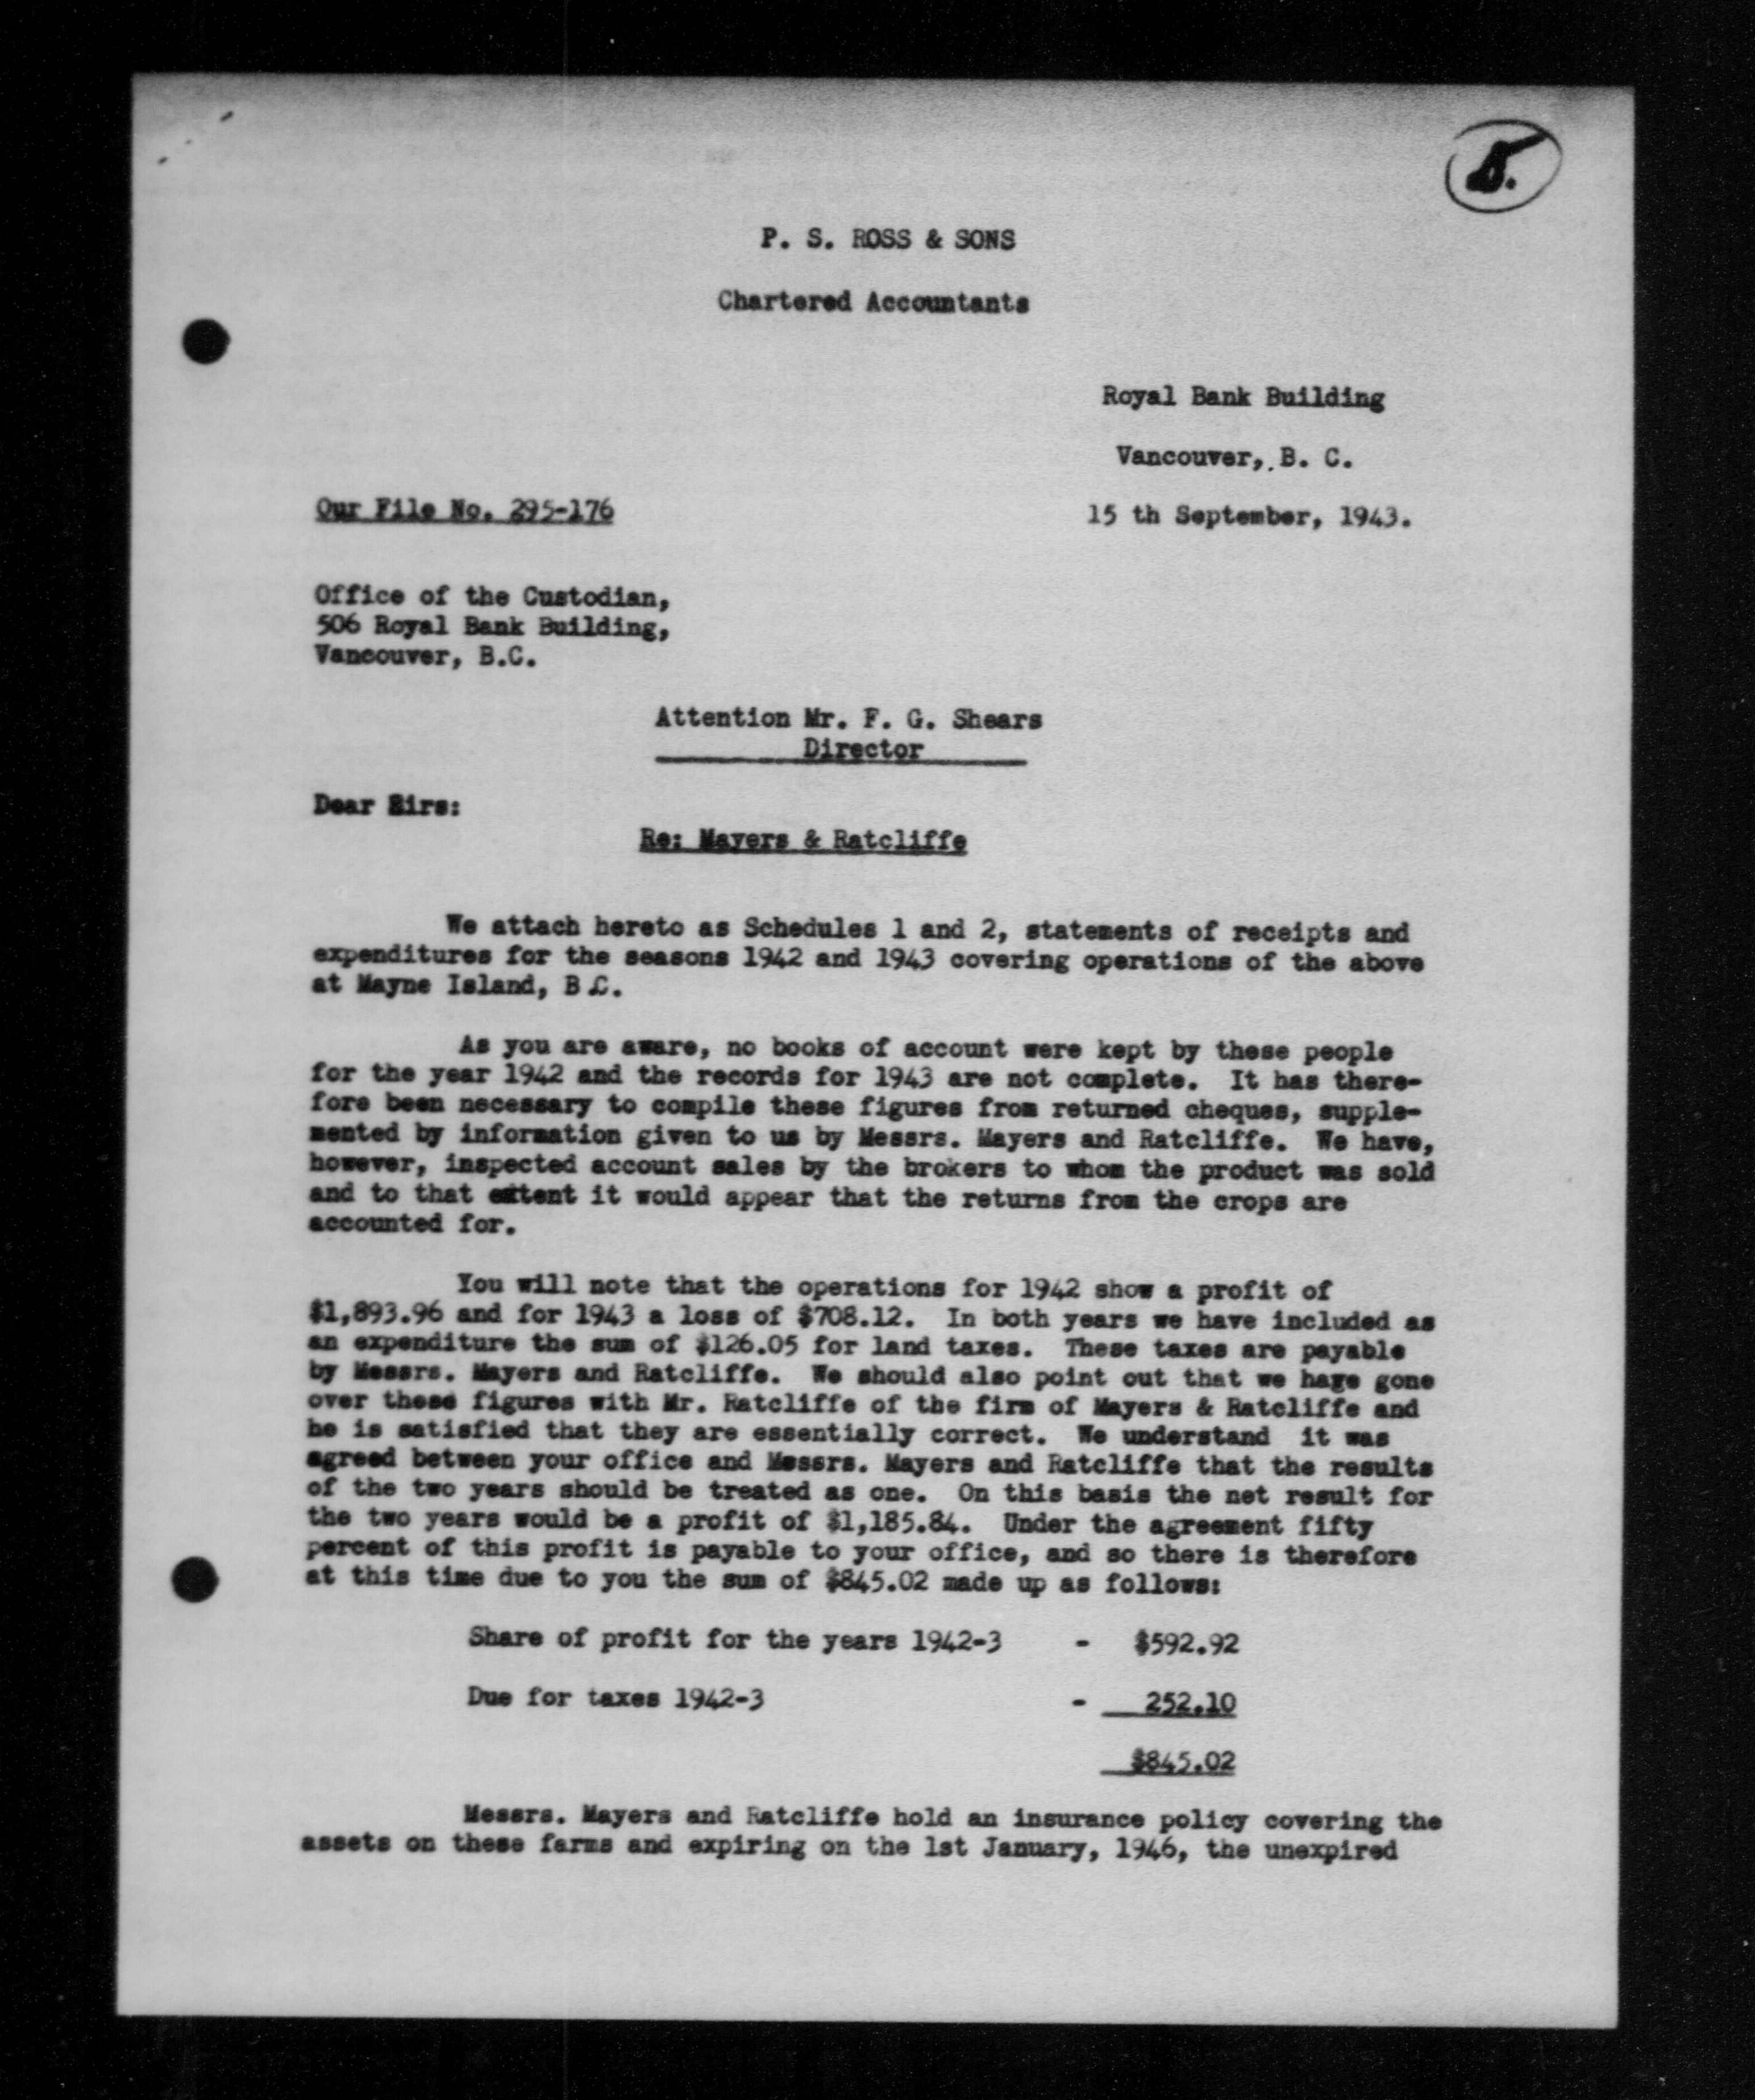 5.
P. S. ROSS & SONS
Chartered Accountants
Royal Bank Building
Vancouver, B. C.
Our File No. 295-176
15 th September, 1943.
Office of the Custodian,
506 Royal Bank Building,
Vancouver, B.C.
Attention Mr. F. G. Shears
Director
Dear Sirs:
Re: Mayers & Ratcliffe
We attach hereto as Schedules 1 and 2, statements of receipts and
expenditures for the seasons 1942 and 1943 covering operations of the above
at Mayne Island, B.C.
As you are aware, no books of account were kept by these people
for the year 1942 and the records for 1943 are not complete. It has there-
fore been necessary to compile these figures from returned cheques, supple-
mented by information given to us by Messrs. Mayers and Ratcliffe. We have,
however, inspected account sales by the brokers to whom the product was sold
and to that extent it would appear that the returns from the crops are
accounted for.
You will note that the operations for 1942 show a profit of
$1,893.96 and for 1943 a loss of $708.12. In both years we have included as
an expenditure the sum of $126.05 for land taxes. These taxes are payable
by Messrs. Mayers and Ratcliffe. We should also point out that we have gone
over these figures with Mr. Ratcliffe of the firm of Mayers & Ratcliffe and
he is satisfied that they are essentially correct. We understand it was
agreed between your office and Messrs. Mayers and Ratcliffe that the results
of the two years should be treated as one. On this basis the net result for
the two years would be a profit of $1,185.84. Under the agreement fifty
percent of this profit is payable to your office, and so there is therefore
at this time due to you the sum of $845.02 made up as follows:
Share of profit for the years 1942-3 - $592.92
Due for taxes 1942-3 - 252.10
$845.02
Messrs. Mayers and Ratcliffe hold an insurance policy covering the
assets on these farms and expiring on the 1st January, 1946, the unexpired